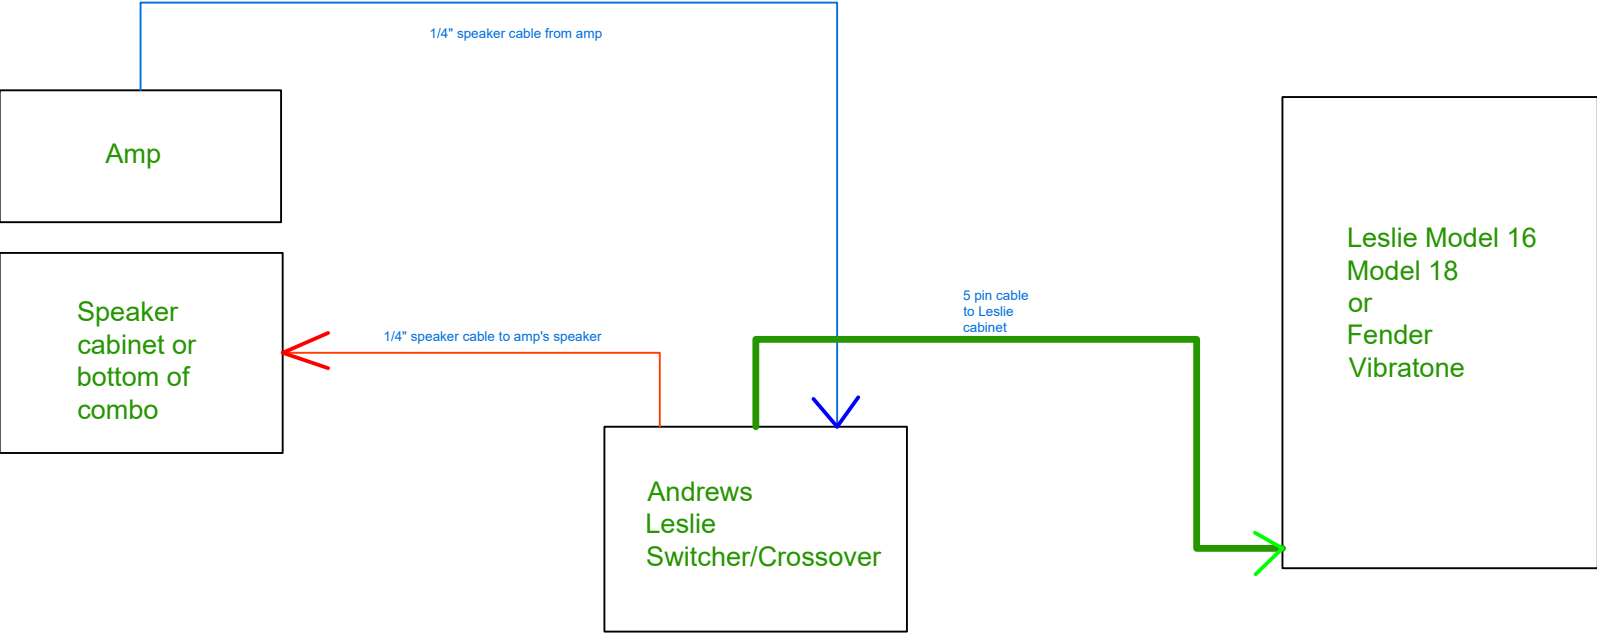 1/4" speaker cable from amp
Amp
Speaker
cabinet or
bottom of
combo
1/4" speaker cable to amp's speaker
5 pin cable
to Leslie
cabinet
Andrews
Leslie
Switcher/Crossover
Leslie Model 16
Model 18
or
Fender
Vibratone